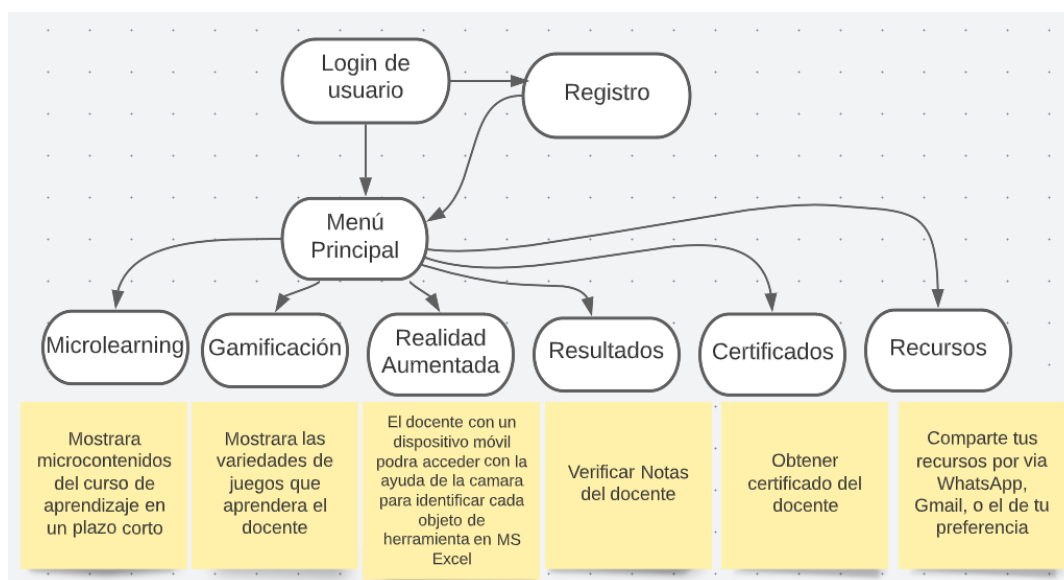 Login de
usuario
Registro
Menú
Principal
Microlearning
Gamificación
Realidad
Aumentada
Resultados
Certificados
Recursos
Mostrara
microcontenidos
del curso de
aprendizaje en
un plazo corto
Mostrara las
variedades de
juegos que
aprendera el
docente
El docente con un
dispositivo móvil
podra acceder con la
ayuda de la camara
para identificar cada
objeto de
herramienta en MS
Excel
Verificar Notas
del docente
Obtener
certificado del
docente
Comparte tus
recursos por via
WhatsApp,
Gmail, o el de tu
preferencia